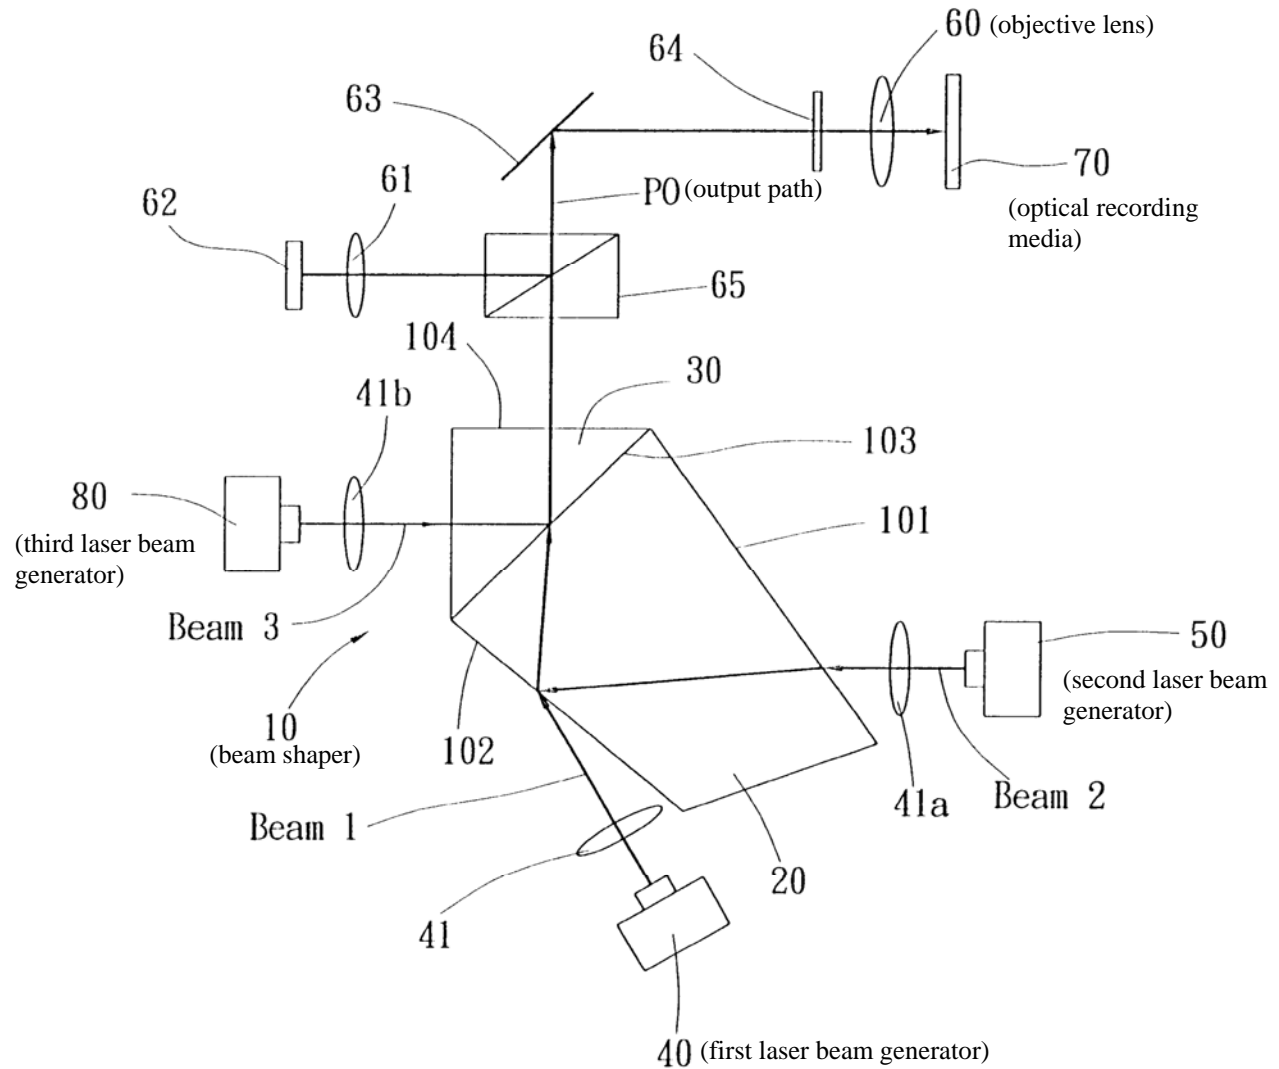 60 (objective lens)
64
63
70
(optical recording
media)
P0 (output path)
61
62
65
104
30
41b
103
80
(third laser beam
generator)
101
Beam 3
50
(second laser beam
generator)
10
(beam shaper)
102
41a
Beam 2
Beam 1
20
41
40 (first laser beam generator)